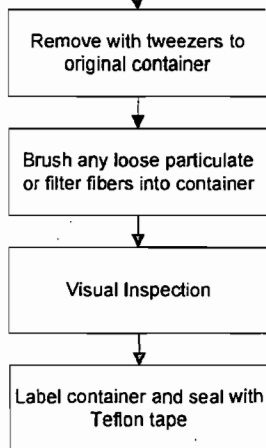 Remove with tweezers to
original container
Brush any loose particulate
or filter fibers into container
Visual Inspection
Label container and seal with
Teflon tape